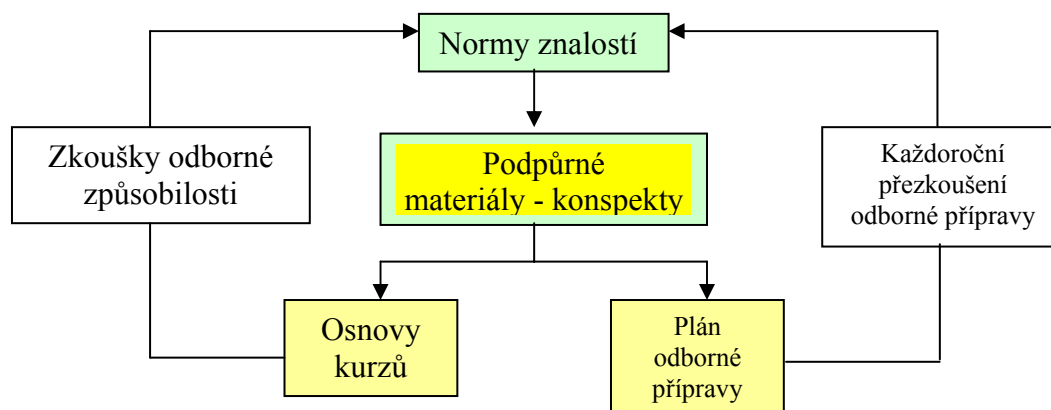 Normy znalostí
Zkoušky odborné
způsobilosti
Podpůrné
materiály - konspekty
Každoroční
přezkoušení
odborné přípravy
Osnovy
kurzů
Plán
odborné
přípravy